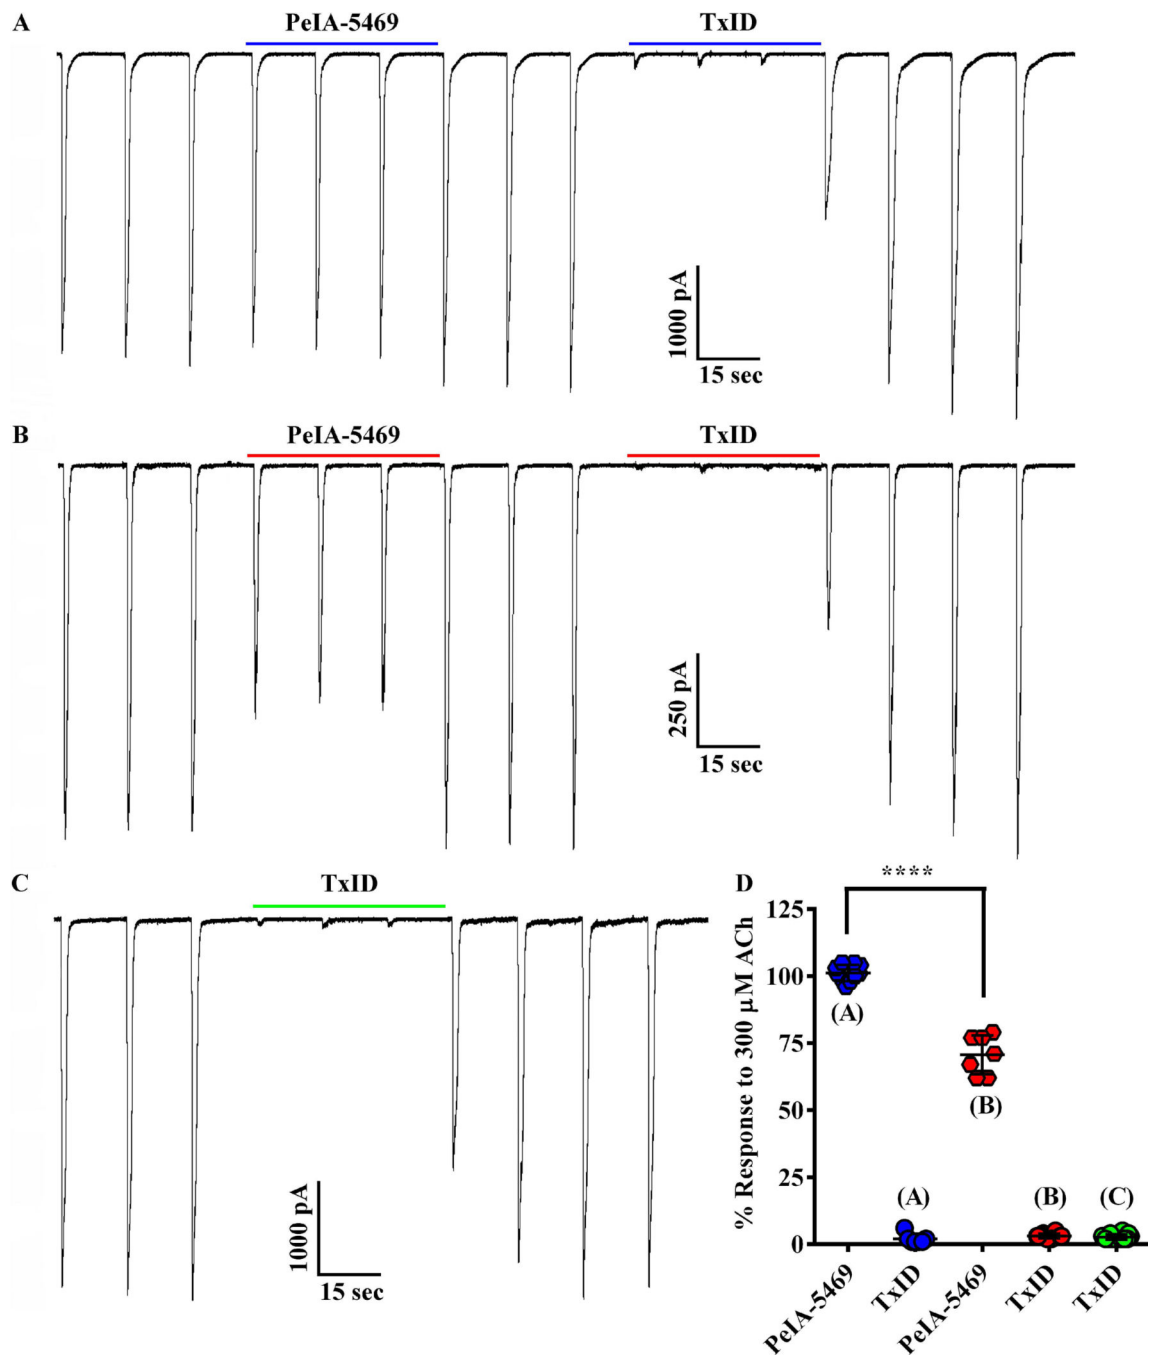 A
PeIA-5469
TxID
1000 pA
15 sec
B
PeIA-5469
TxID
250 pA
15 sec
C
TxID
1000 pA
15 sec
D
****
% Response to 300 µM ACh
125
100
75
50
25
0
(A)
(A)
(B)
(B)
(C)
PeIA-5469
TxID
PeIA-5469
TxID
TxID